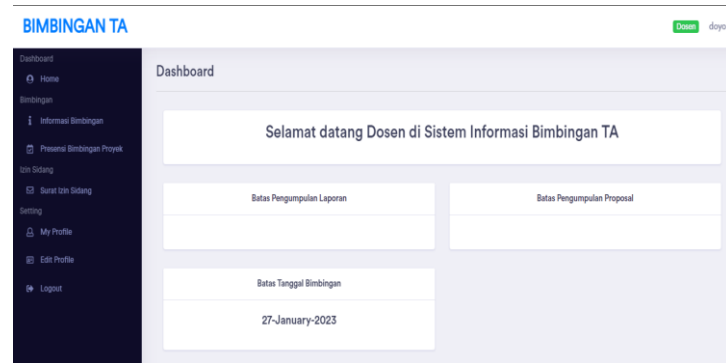 BIMBINGAN TA
Dosen
Dashboard
Home
Bimbingan
Informasi Bimbingan
Presensi Bimbingan Proyek
Izin Sidang
Surat Izin Sidang
Setting
My Profile
Edit Profile
Logout
Dashboard
Selamat datang Dosen di Sistem Informasi Bimbingan TA
Batas Pengumpulan Laporan
Batas Pengumpulan Proposal
Batas Tanggal Bimbingan
27-January-2023